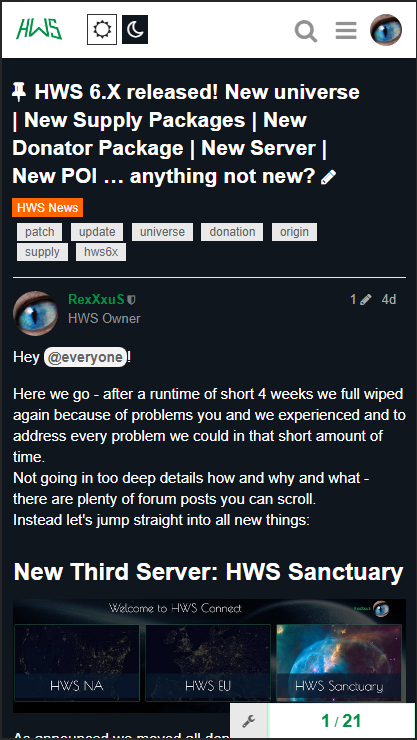 HWS
HWS 6.X released! New universe
| New Supply Packages | New
Donator Package | New Server |
New POI … anything not new?
HWS News
patch update universe donation origin
supply hws6x
RexXxuS 1 4d
HWS Owner
Hey @everyone!
Here we go - after a runtime of short 4 weeks we full wiped
again because of problems you and we experienced and to
address every problem we could in that short amount of
time.
Not going in too deep details how and why and what -
there are plenty of forum posts you can scroll.
Instead let's jump straight into all new things:
New Third Server: HWS Sanctuary
Welcome to HWS Connect
HWS NA HWS EU HWS Sanctuary
1 / 21
As announced we moved all